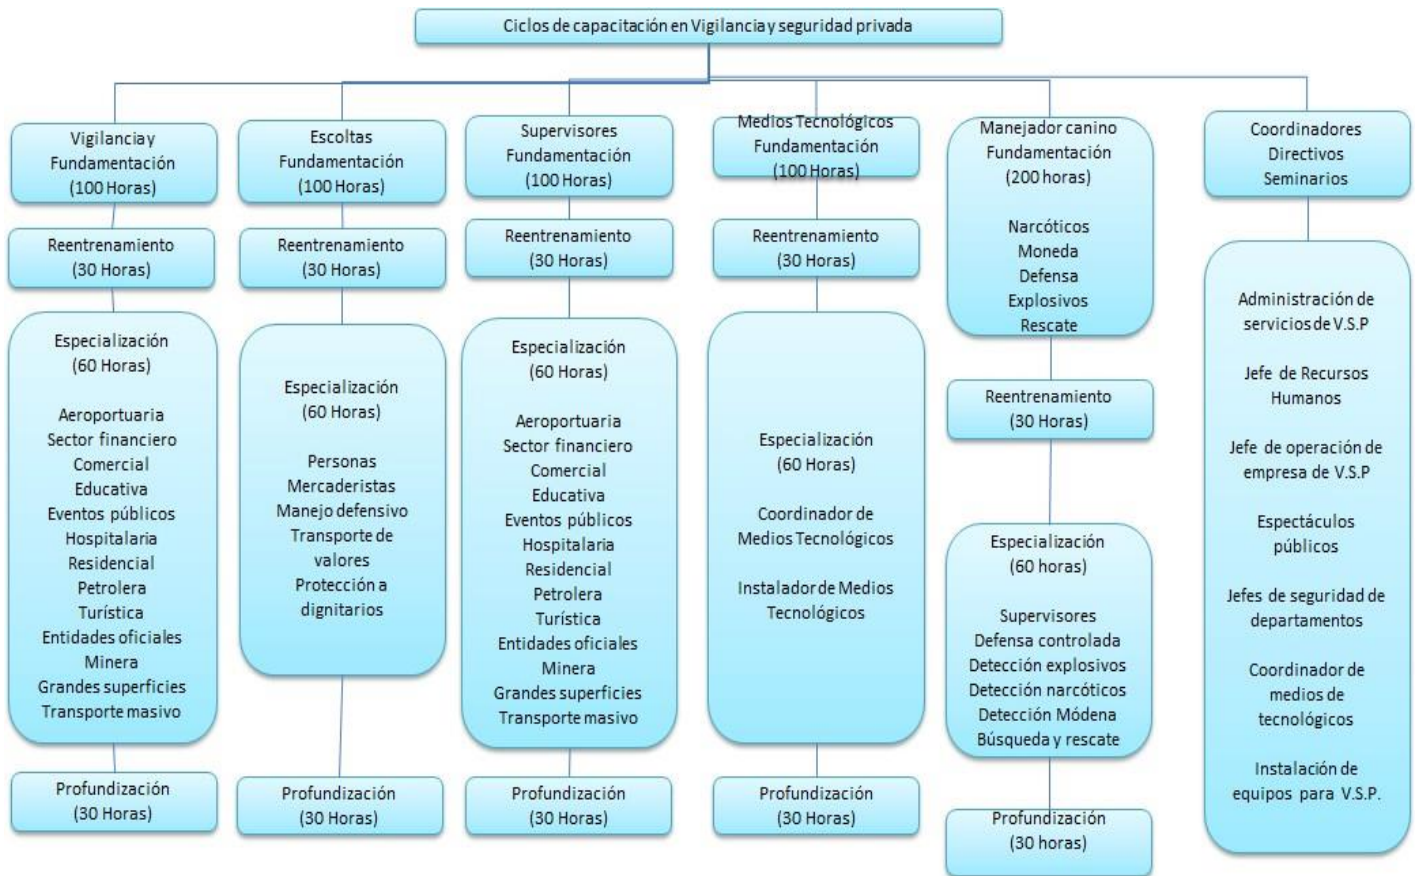 Ciclos de capacitación en Vigilancia y seguridad privada
Vigilancia y
Fundamentación
(100 Horas)
Reentrenamiento
(30 Horas)
Especialización
(60 Horas)
Aeroportuaria
Sector financiero
Comercial
Educativa
Eventos públicos
Hospitalaria
Residencial
Petrolera
Turística
Entidades oficiales
Minera
Grandes superficies
Transporte masivo
Profundización
(30 Horas)
Escoltas
Fundamentación
(100 Horas)
Reentrenamiento
(30 Horas)
Especialización
(60 Horas)
Personas
Mercaderistas
Manejo defensivo
Transporte de
valores
Protección a
dignitarios
Profundización
(30 Horas)
Supervisores
Fundamentación
(100 Horas)
Reentrenamiento
(30 Horas)
Especialización
(60 Horas)
Aeroportuaria
Sector financiero
Comercial
Educativa
Eventos públicos
Hospitalaria
Residencial
Petrolera
Turística
Entidades oficiales
Minera
Grandes superficies
Transporte masivo
Profundización
(30 Horas)
Medios Tecnológicos
Fundamentación
(100 Horas)
Reentrenamiento
(30 Horas)
Especialización
(60 Horas)
Coordinador de
Medios Tecnológicos
Instalador de Medios
Tecnológicos
Profundización
(30 Horas)
Manejador canino
Fundamentación
(200 horas)
Narcóticos
Moneda
Defensa
Explosivos
Rescate
Reentrenamiento
(30 Horas)
Especialización
(60 horas)
Supervisores
Defensa controlada
Detección explosivos
Detección narcóticos
Detección Módena
Búsqueda y rescate
Profundización
(30 horas)
Coordinadores
Directivos
Seminarios
Administración de
servicios de V.S.P
Jefe de Recursos
Humanos
Jefe de operación de
empresa de V.S.P
Espectáculos
públicos
Jefes de seguridad de
departamentos
Coordinador de
medios de
tecnológicos
Instalación de
equipos para V.S.P.